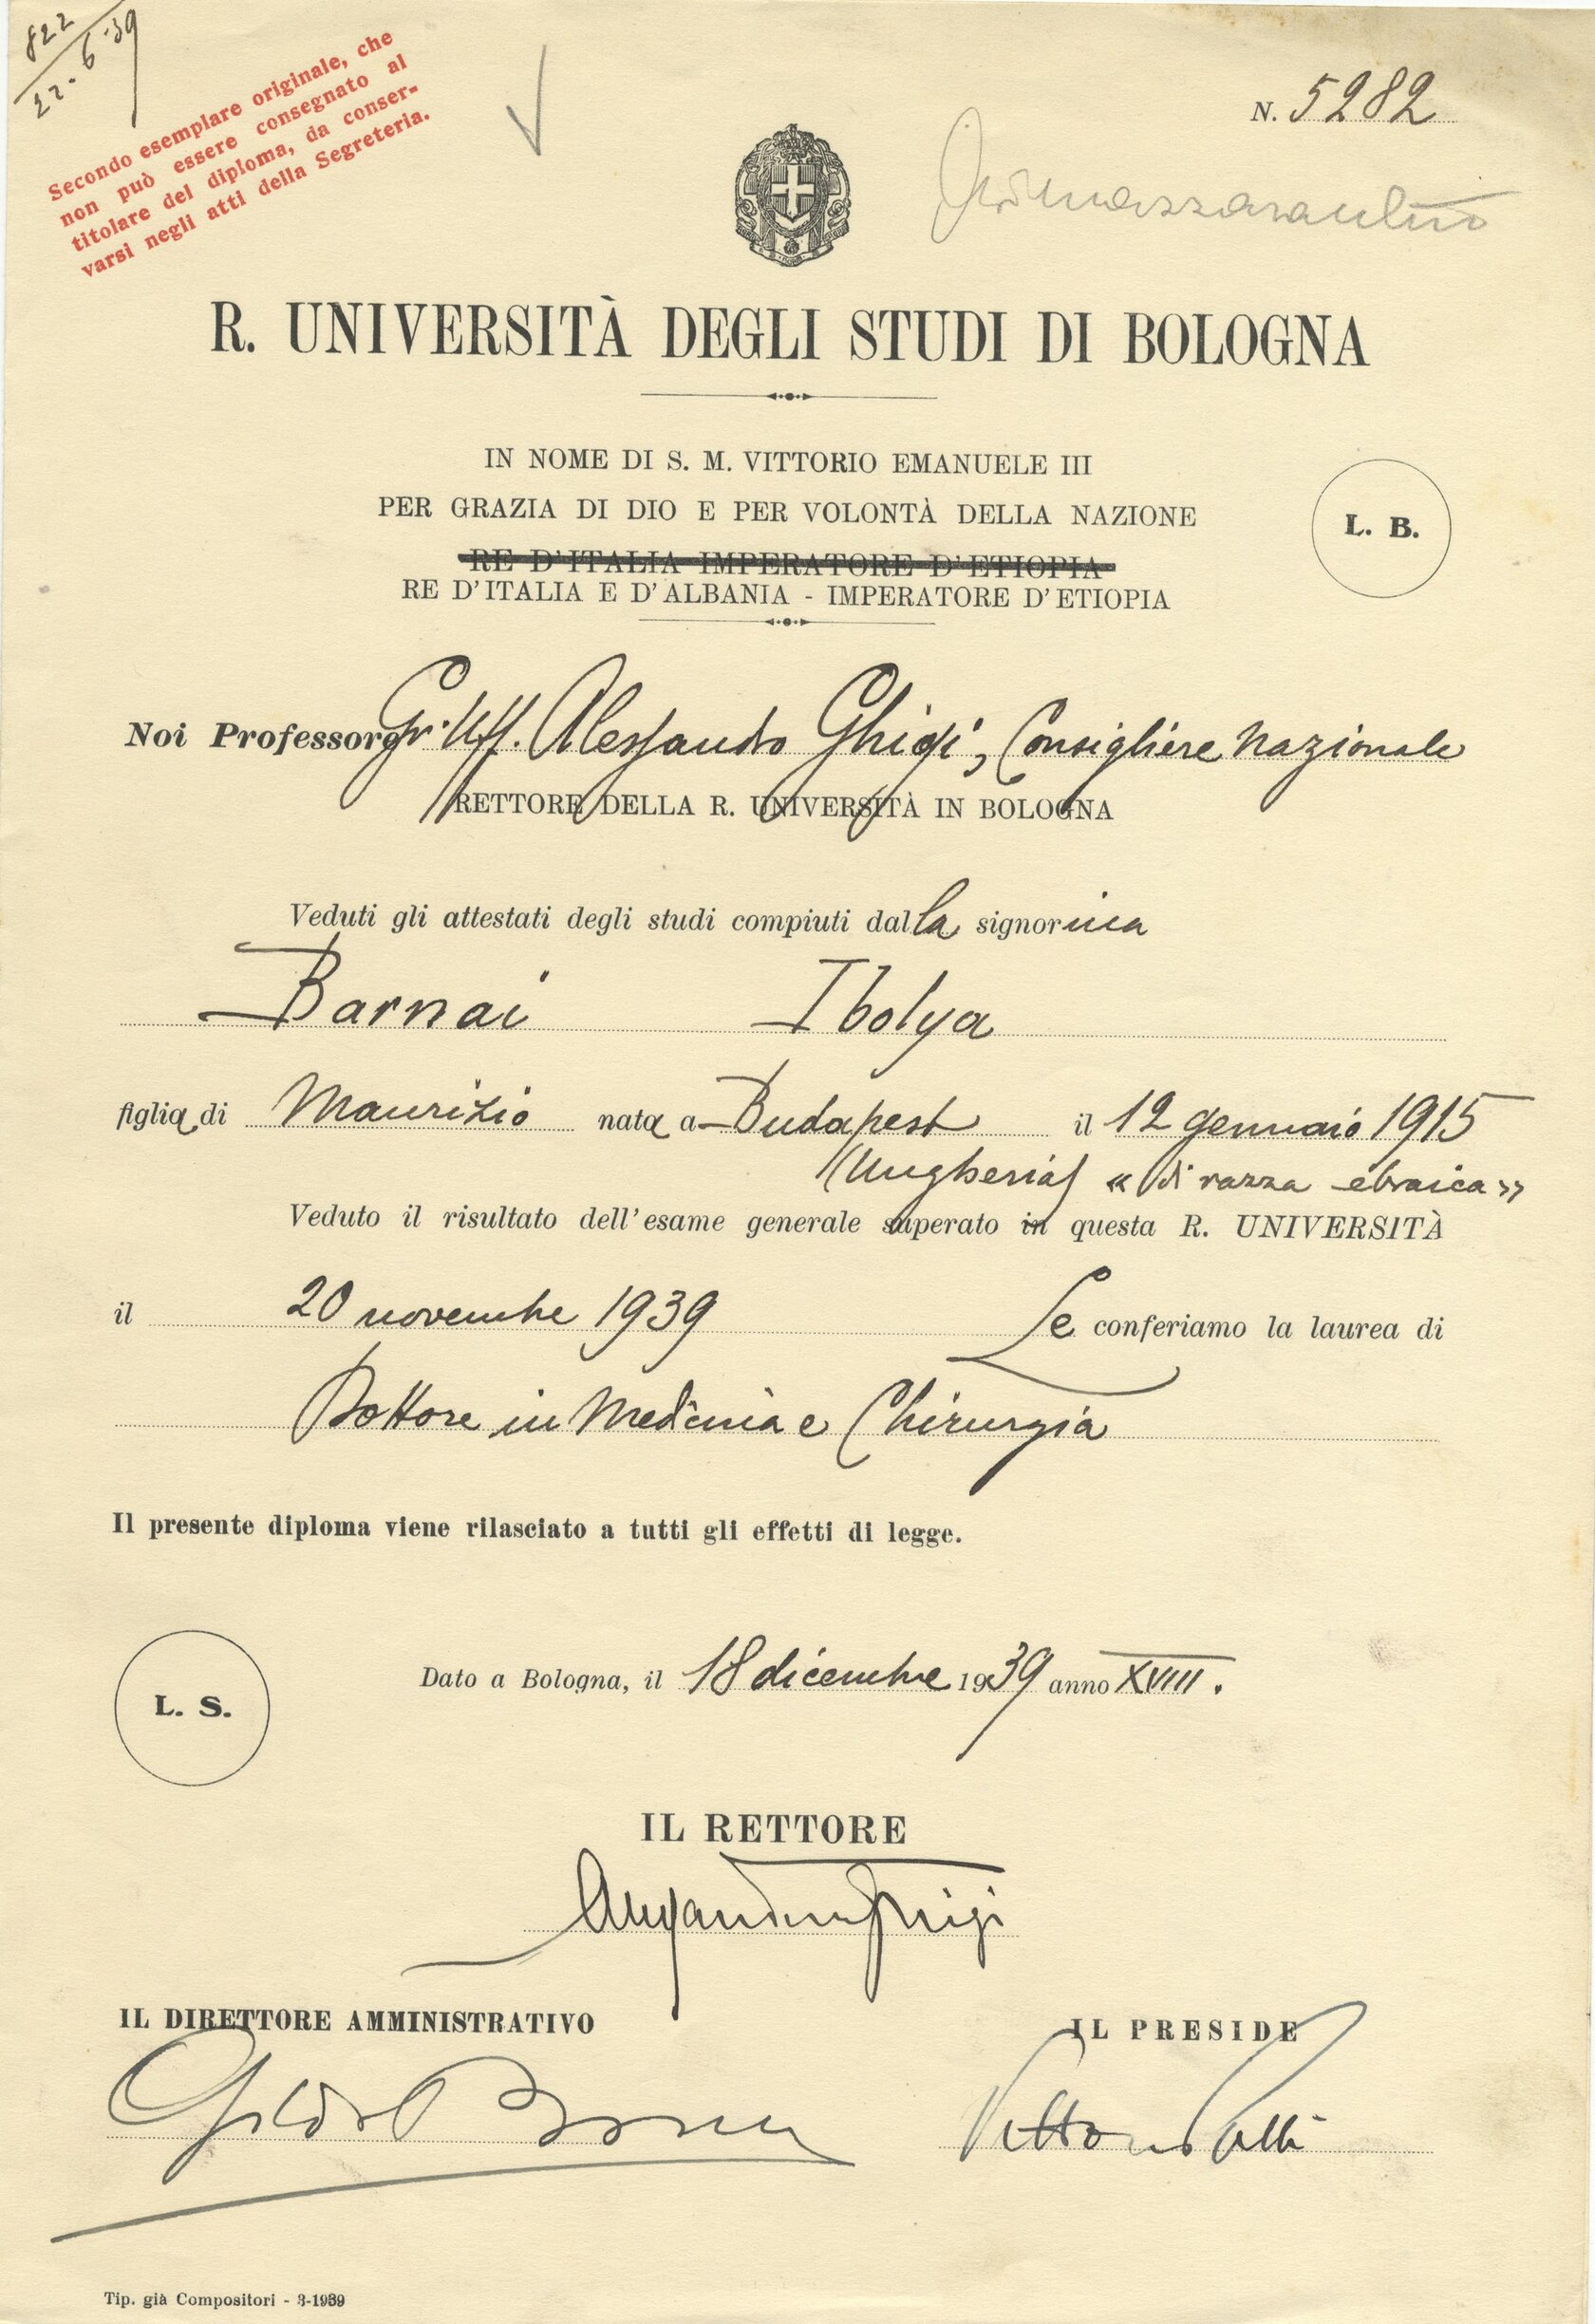 822
22-6-39
Secondo esemplare originale, che
non può essere consegnato al
titolare del diploma, da conser-
varsi negli atti della Segreteria.
N. 5282
R. UNIVERSITÀ DEGLI STUDI DI BOLOGNA
IN NOME DI S. M. VITTORIO EMANUELE III
PER GRAZIA DI DIO E PER VOLONTÀ DELLA NAZIONE
RE D'ITALIA IMPERATORE D'ETIOPIA
RE D'ITALIA E D'ALBANIA - IMPERATORE D'ETIOPIA
L. B.
Noi Professore Gr. Uff. Alessandro Ghigi, Consigliere Nazionale
RETTORE DELLA R. UNIVERSITÀ IN BOLOGNA
Veduti gli attestati degli studi compiuti dalla signorina
Barnai Ibolya
figlia di Maurizio nata a Budapest il 12 gennaio 1915
(Ungheria) « di razza ebraica »
Veduto il risultato dell'esame generale superato in questa R. UNIVERSITÀ
il 20 novembre 1939 Le conferiamo la laurea di
Dottore in Medicina e Chirurgia
Il presente diploma viene rilasciato a tutti gli effetti di legge.
L. S.
Dato a Bologna, il 18 dicembre 1939 anno XVIII.
IL RETTORE
Alessandro Ghigi
IL DIRETTORE AMMINISTRATIVO
IL PRESIDE
Vittorio Putti
Tip. già Compositori - 3-1939